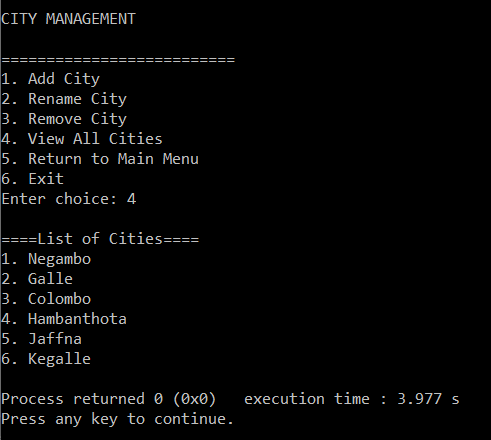 CITY MANAGEMENT
==========================
1. Add City
2. Rename City
3. Remove City
4. View All Cities
5. Return to Main Menu
6. Exit
Enter choice: 4
====List of Cities====
1. Negambo
2. Galle
3. Colombo
4. Hambanthota
5. Jaffna
6. Kegalle
Process returned 0 (0x0)   execution time : 3.977 s
Press any key to continue.